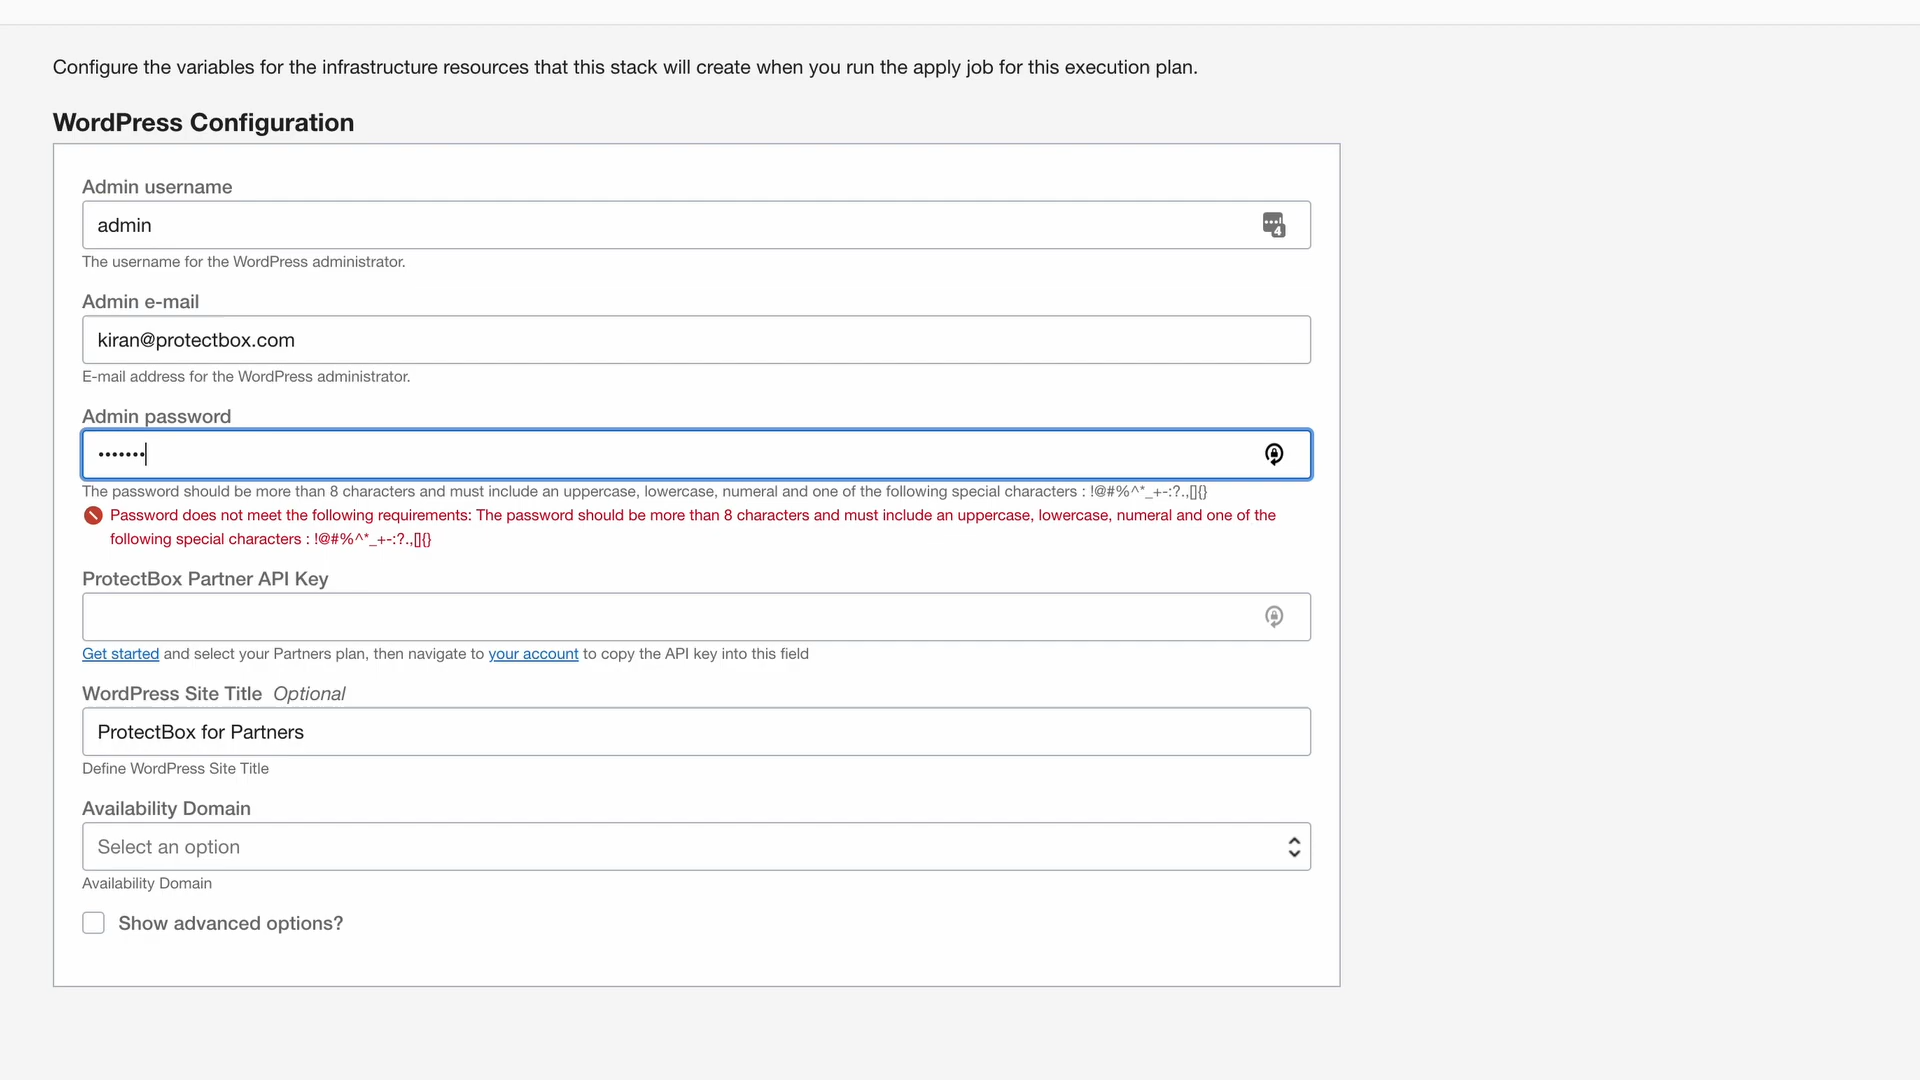 Configure the variables for the infrastructure resources that this stack will create when you run the apply job for this execution plan.
WordPress Configuration
Admin username
admin
4
The username for the WordPress administrator.
Admin e-mail
kiran@protectbox.com
E-mail address for the WordPress administrator.
Admin password
•••••••
The password should be more than 8 characters and must include an uppercase, lowercase, numeral and one of the following special characters : !@#%^*_+-:?.,[]{}
Password does not meet the following requirements: The password should be more than 8 characters and must include an uppercase, lowercase, numeral and one of the
following special characters : !@#%^*_+-:?.,[]{}
ProtectBox Partner API Key
Get started and select your Partners plan, then navigate to your account to copy the API key into this field
WordPress Site Title Optional
ProtectBox for Partners
Define WordPress Site Title
Availability Domain
Select an option
Availability Domain
Show advanced options?